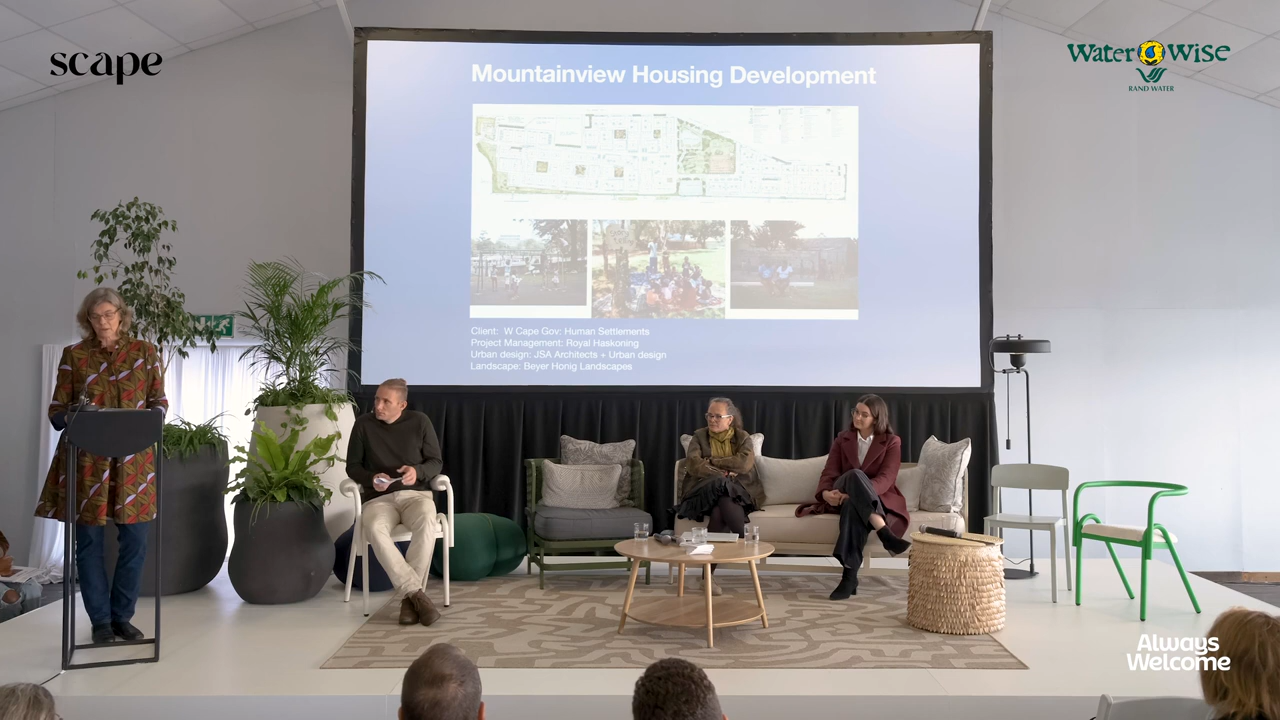 scape
Water Wise
RAND WATER
Mountainview Housing Development
Client: W Cape Gov: Human Settlements
Project Management: Royal Haskoning
Urban design: JSA Architects + Urban design
Landscape: Beyer Honig Landscapes
Always
Welcome